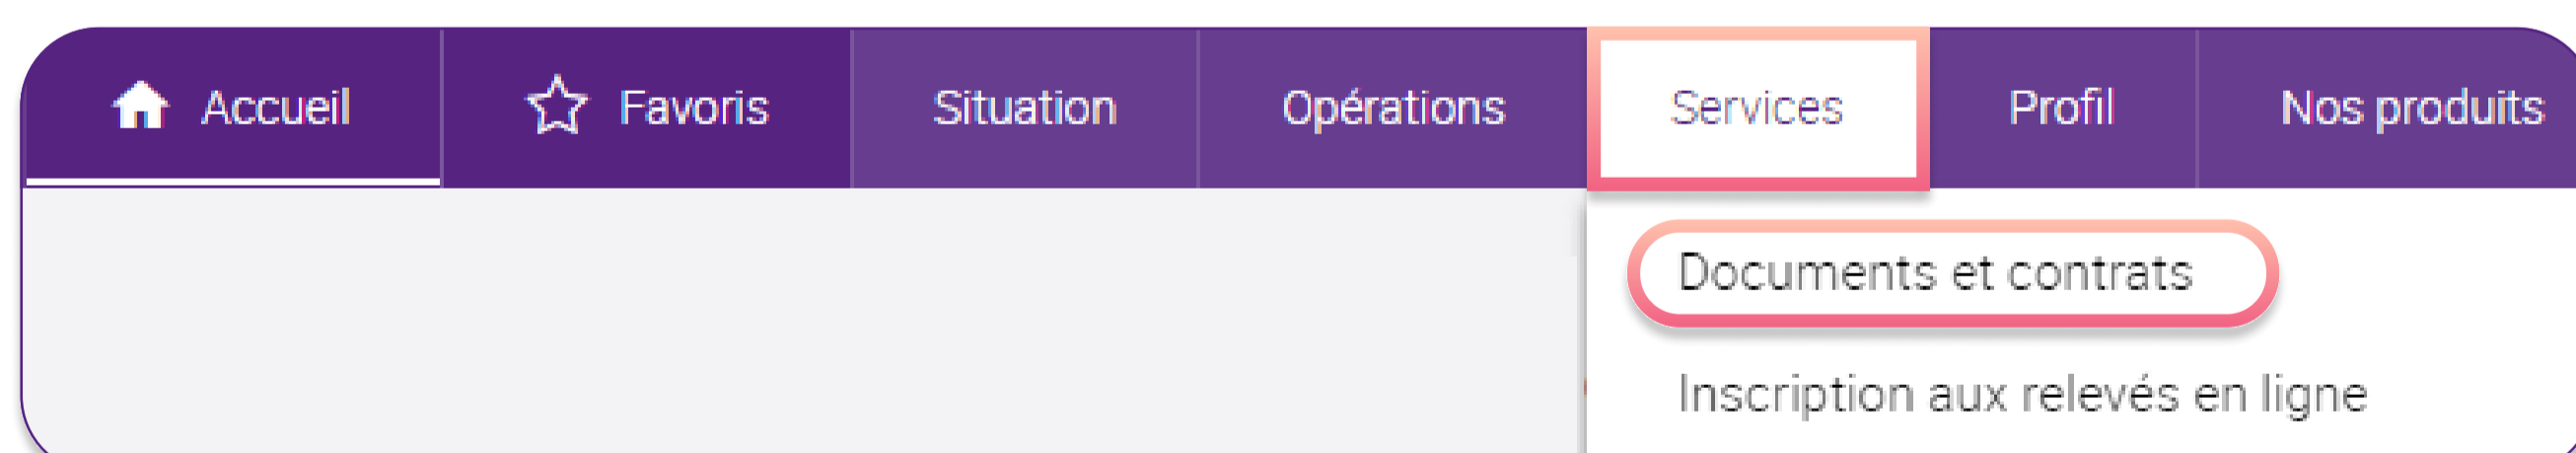 Accueil Favoris Situation Opérations Services Profil Nos produits
Documents et contrats
Inscription aux relevés en ligne